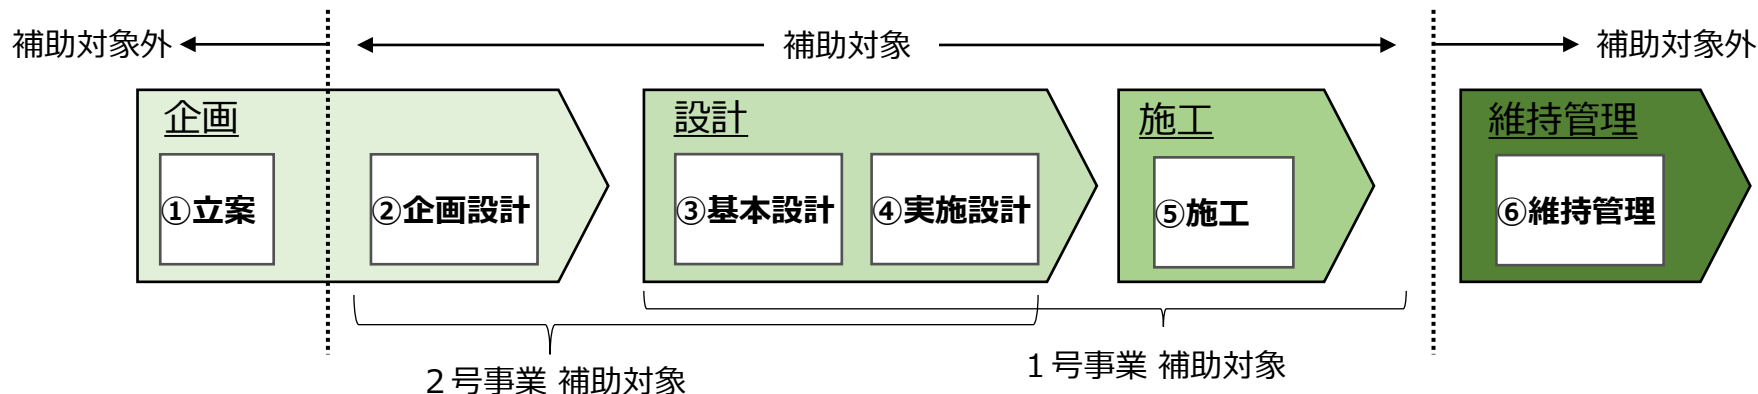 補助対象外
補助対象
補助対象外
企画
設計
施工
維持管理
①立案
②企画設計
③基本設計
④実施設計
⑤施工
⑥維持管理
２号事業 補助対象
１号事業 補助対象